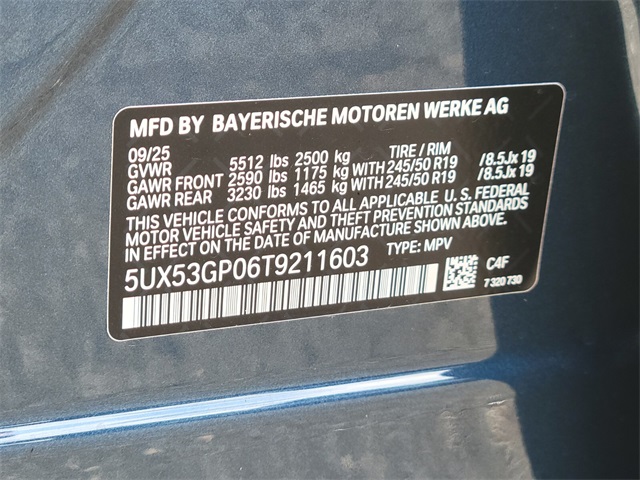 MFD BY BAYERISCHE MOTOREN WERKE AG
09/25 TIRE / RIM
GVWR 5512 lbs 2500 kg
GAWR FRONT 2590 lbs 1175 kg WITH 245/50 R19 /8.5Jx19
GAWR REAR 3230 lbs 1465 kg WITH 245/50 R19 /8.5Jx19
THIS VEHICLE CONFORMS TO ALL APPLICABLE U. S. FEDERAL
MOTOR VEHICLE SAFETY AND THEFT PREVENTION STANDARDS
IN EFFECT ON THE DATE OF MANUFACTURE SHOWN ABOVE.
5UX53GP06T9211603 TYPE: MPV
C4F
7 320 730